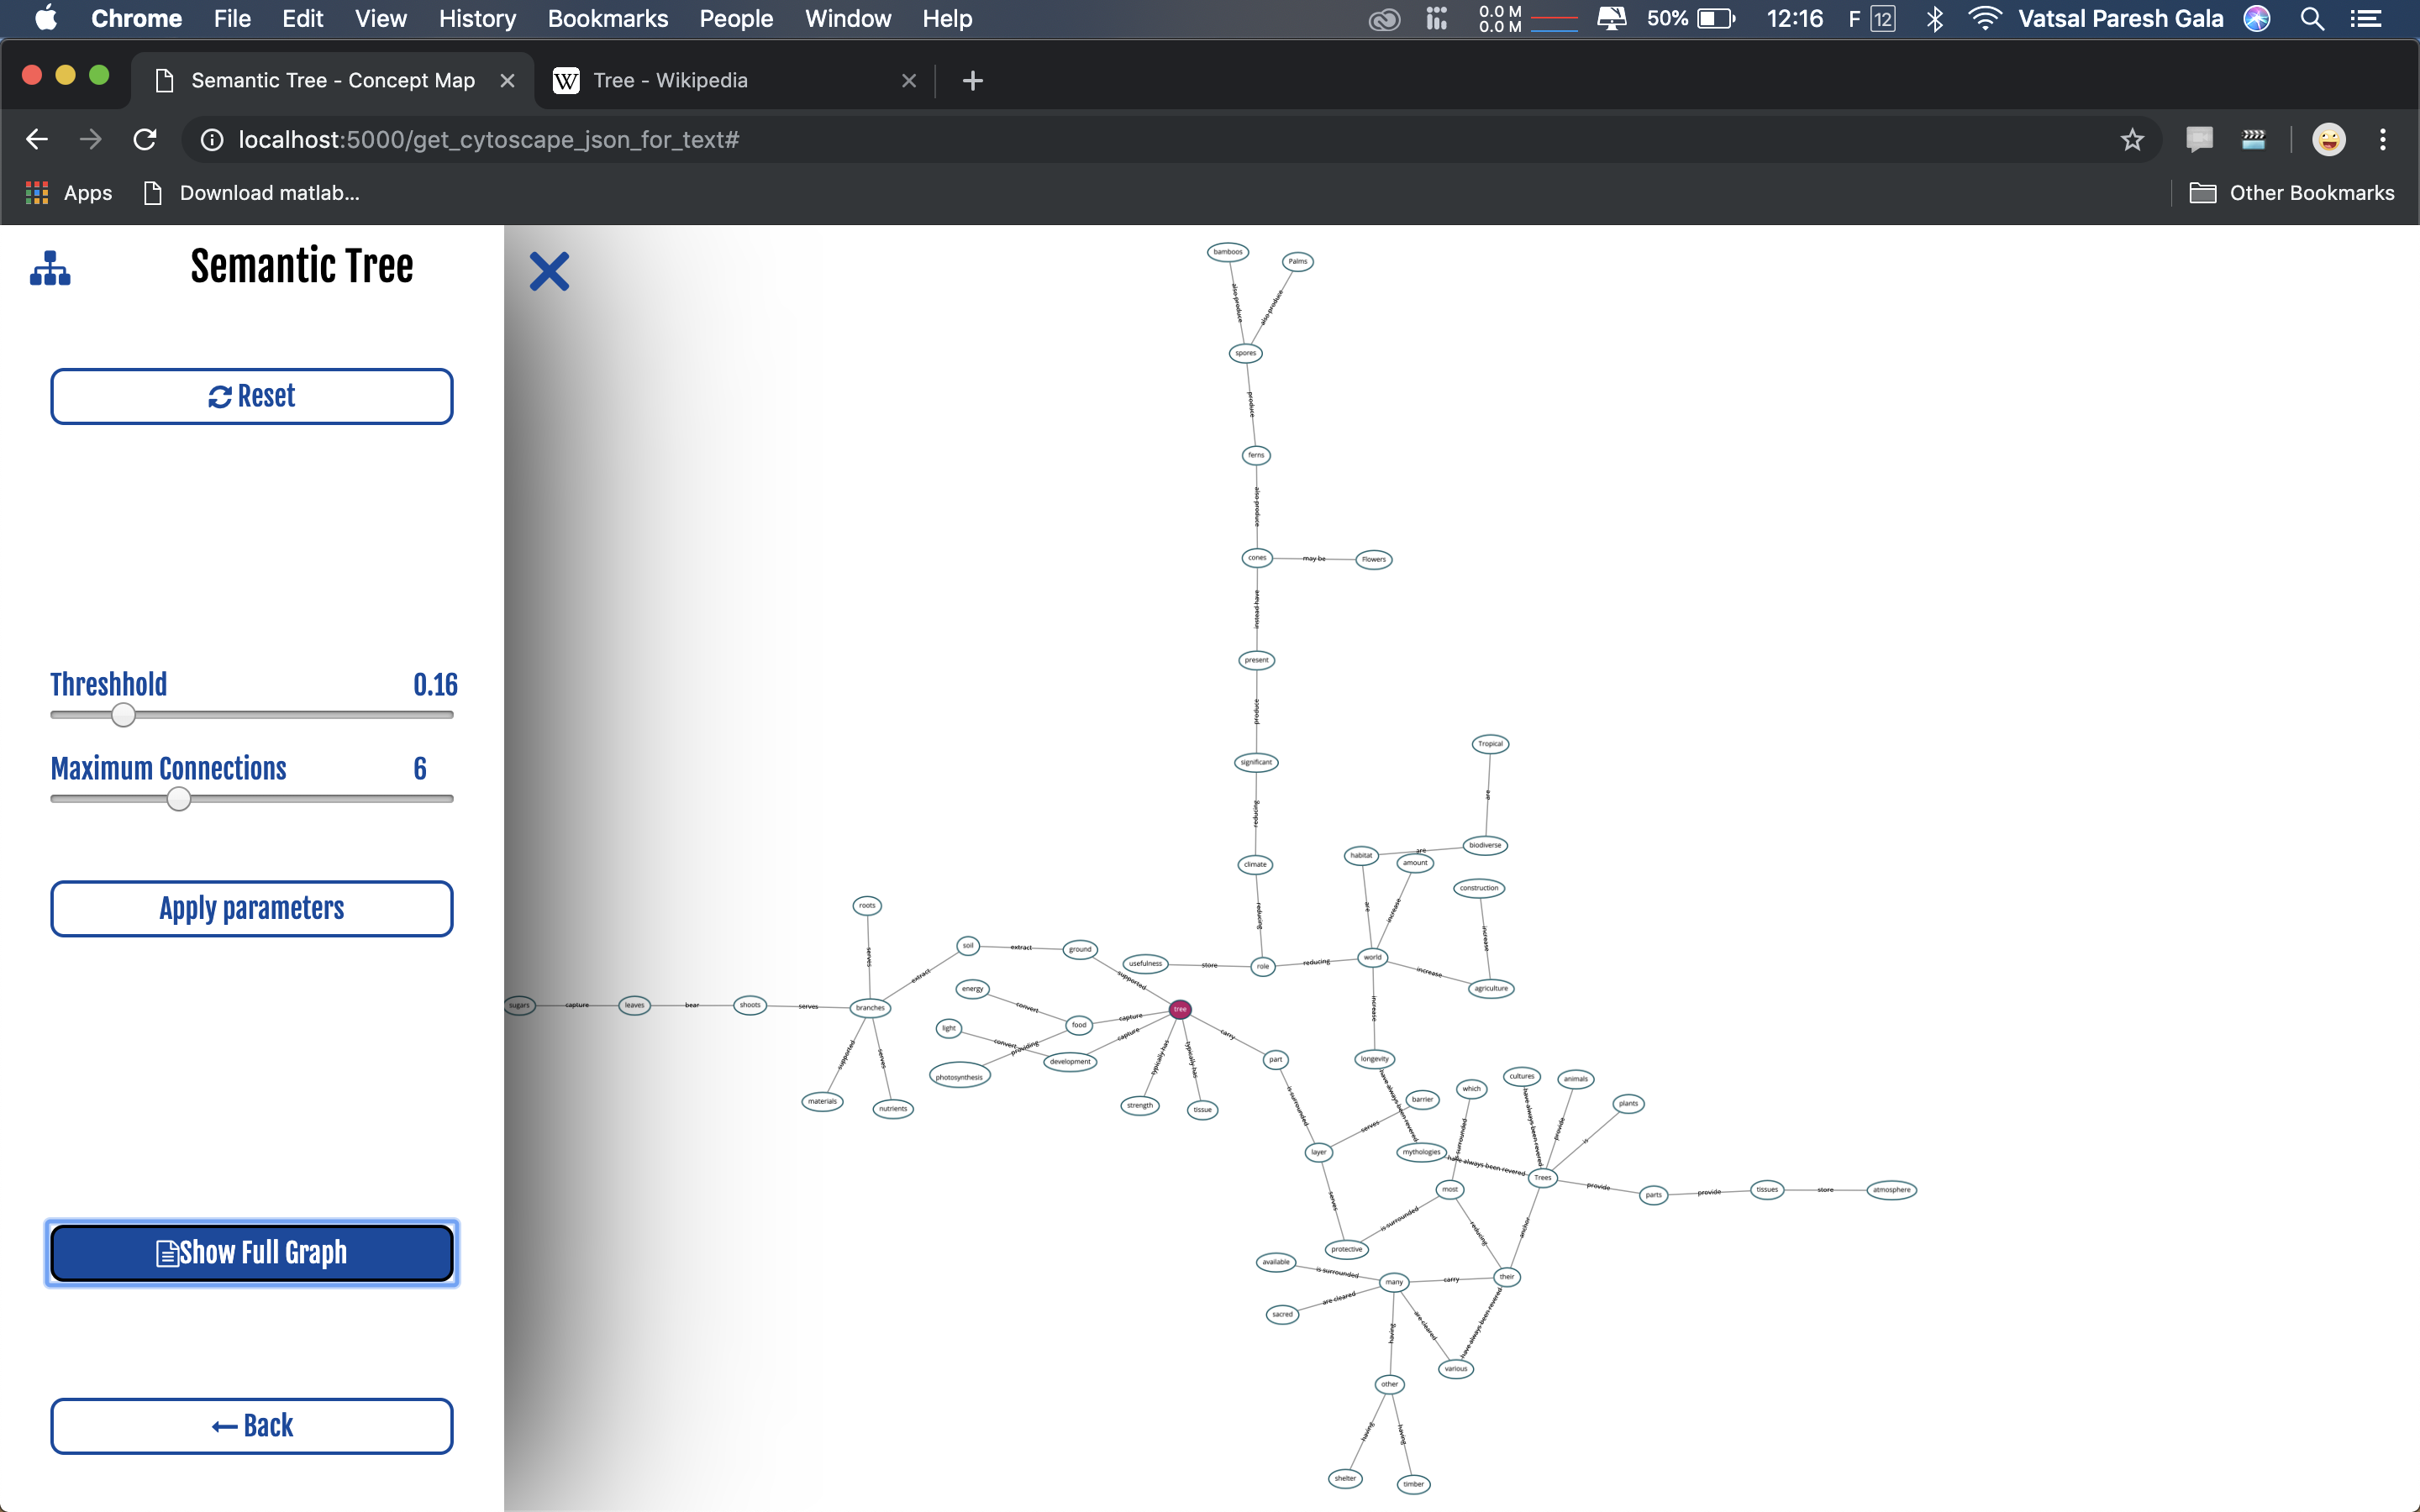 Chrome File Edit View History Bookmarks People Window Help
0.0 M
0.0 M
50% 12:16 F 12 Vatsal Paresh Gala
Semantic Tree - Concept Map
W Tree - Wikipedia
localhost:5000/get_cytoscape_json_for_text#
Apps Download matlab... Other Bookmarks
Semantic Tree
Reset
Threshhold 0.16
Maximum Connections 6
Apply parameters
Show Full Graph
Back
bamboos
Palms
also produce
also produce
spores
produce
ferns
also produce
cones
may be
Flowers
instead have
present
produce
significant
reducing
climate
reducing
Tropical
are
biodiverse
are
habitat
amount
construction
are
increase
increase
usefulness
store
role
reducing
world
increase
agriculture
increase
longevity
roots
serves
soil
extract
ground
extract
supported
sugars
capture
leaves
bear
shoots
serves
branches
energy
convert
light
convert
food
capture
tree
providing
photosynthesis
development
capture
supported
serves
materials
nutrients
typically has
typically has
strength
tissue
carry
part
is surrounded
layer
serves
barrier
have always been revered
mythologies
which
surrounded
have always been revered
cultures
animals
plants
have always been revered
provide
is
Trees
provide
parts
provide
tissues
store
atmosphere
serves
protective
is surrounded
most
reducing
anchor
their
available
is surrounded
many
carry
sacred
are cleared
are cleared
have always been revered
various
having
other
having
having
shelter
timber